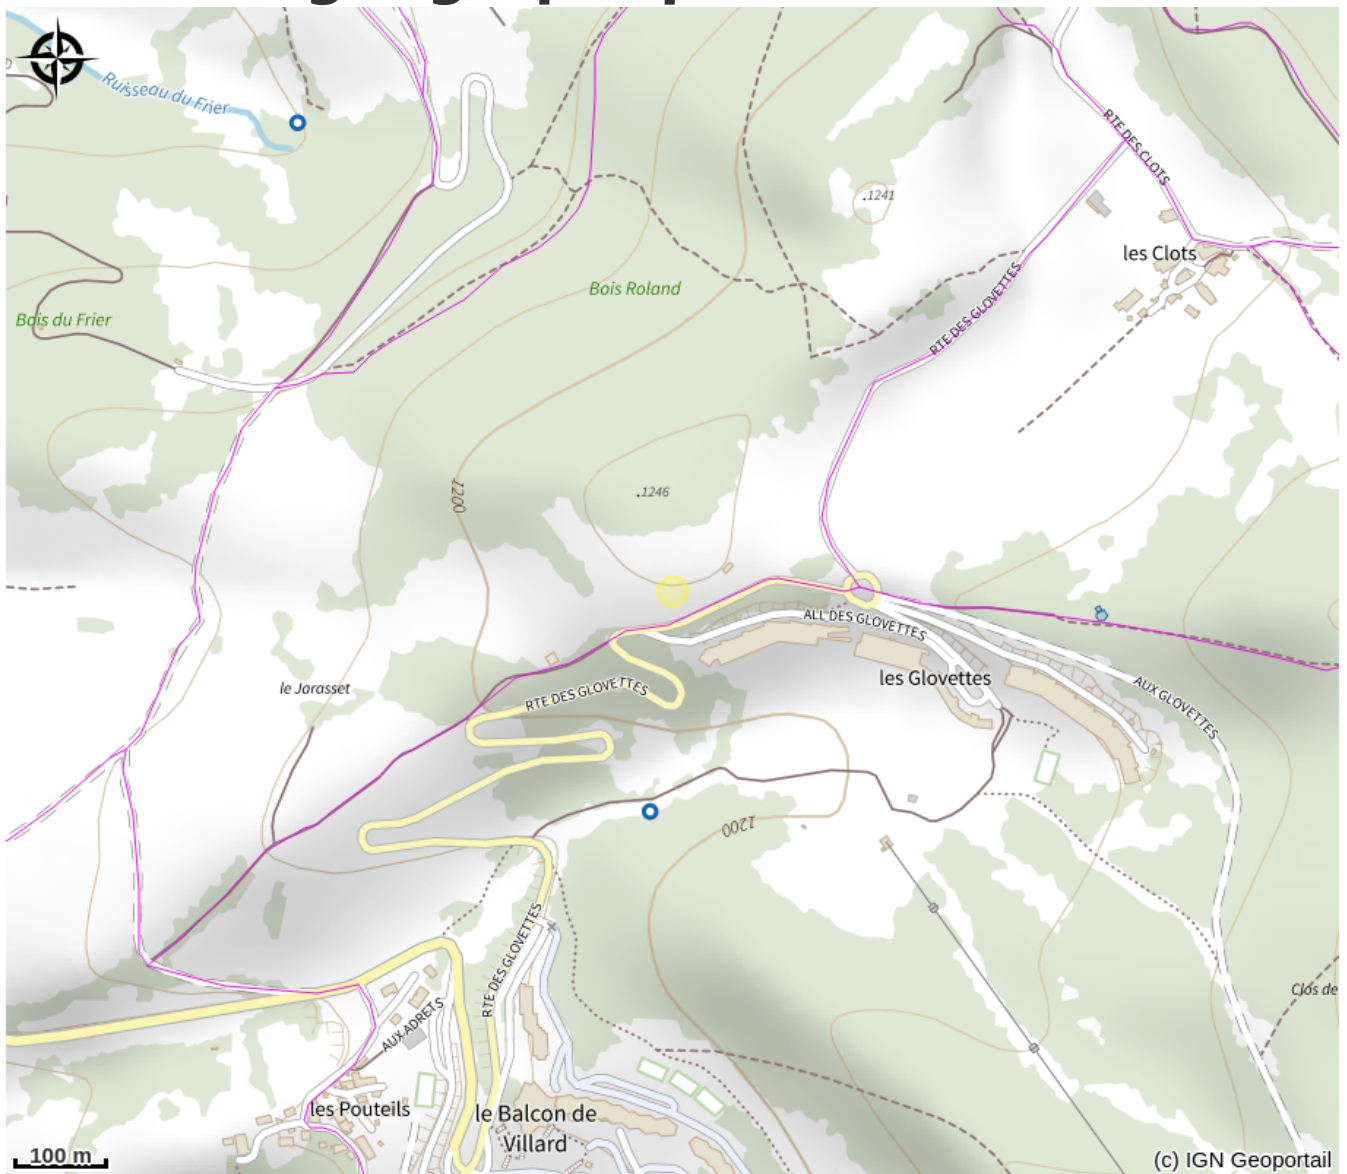 Ruisseau du Frier
RTE DES CLOTS
.1241
les Clots
Bois Roland
Bois du Frier
RTE DES GLOVETTES
1200
.1246
ALL DES GLOVETTES
les Glovettes
le Jarasset
RTE DES GLOVETTES
AUX GLOVETTES
1200
RTE DES GLOVETTES
Clos de
AUX ADRETS
les Pouteils
le Balcon de
Villard
100 m
(c) IGN Geoportail